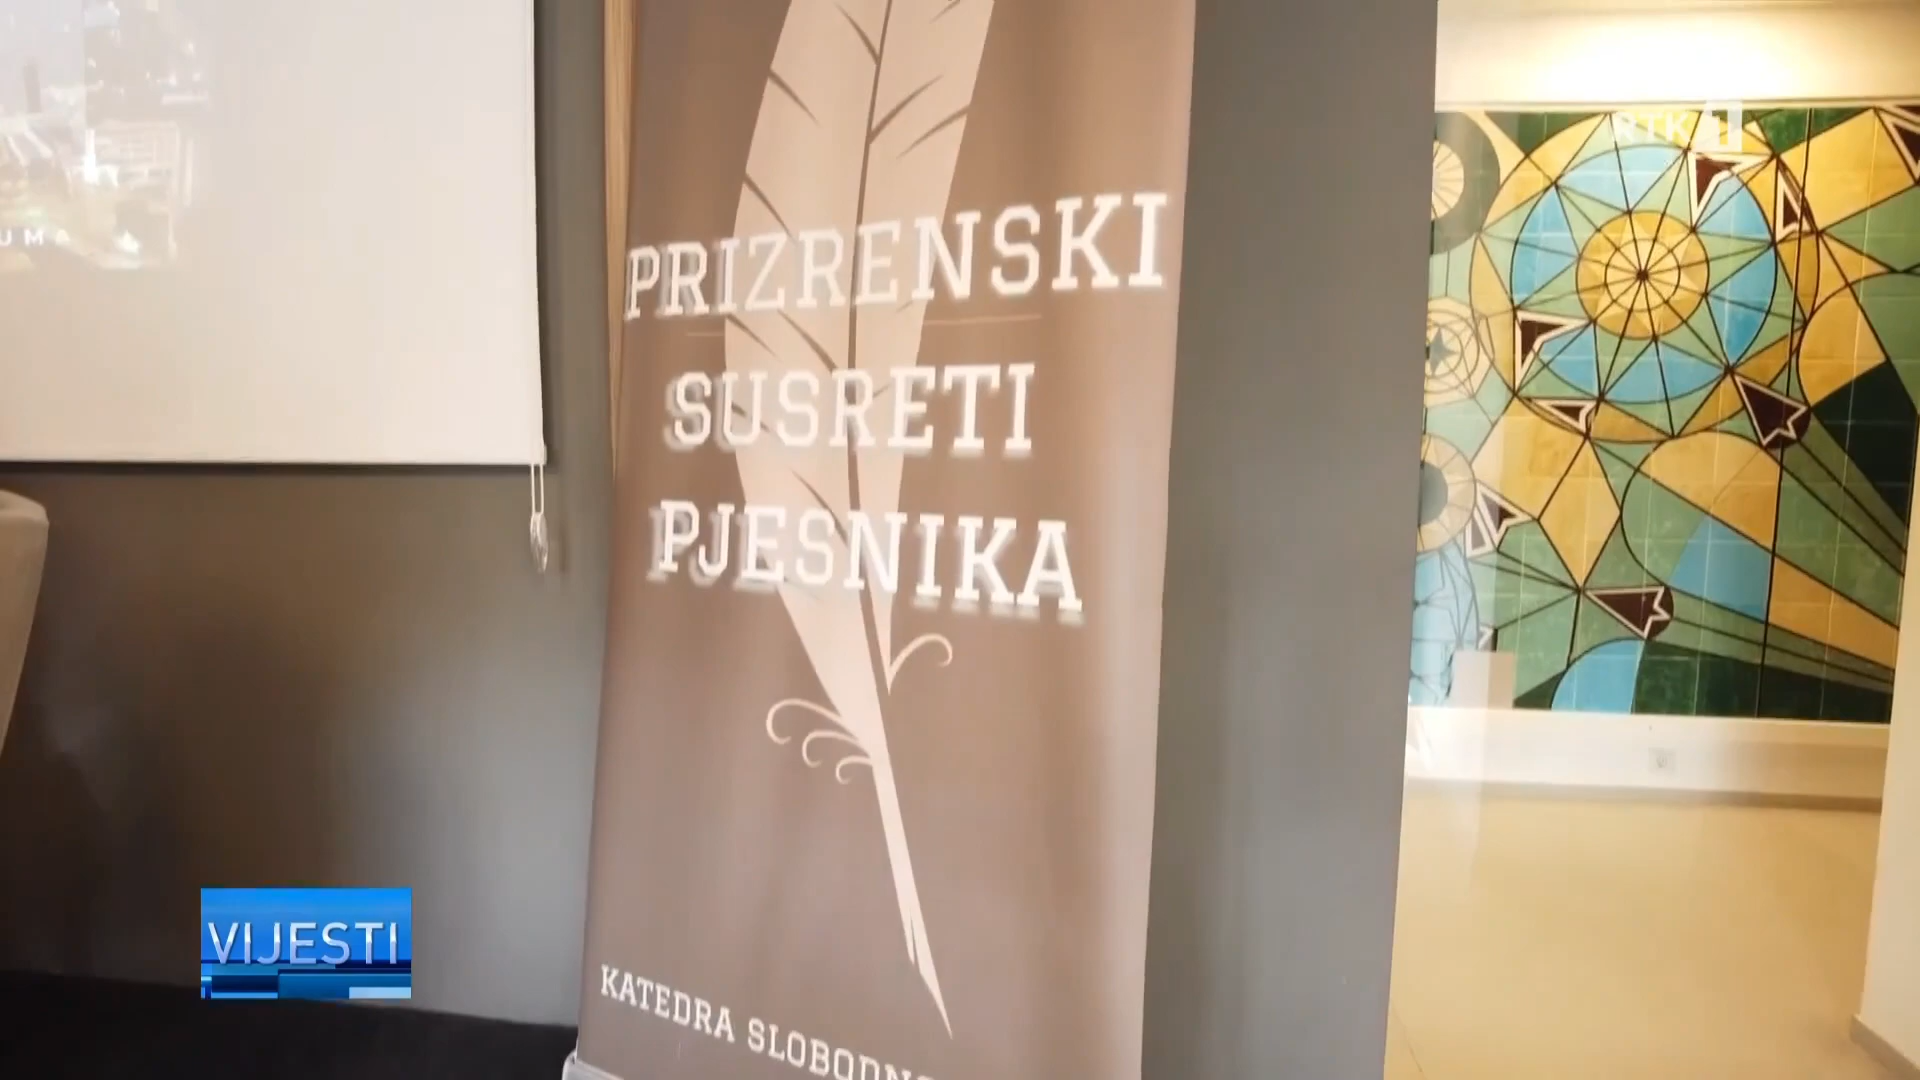 RTK 1
PRIZRENSKI
SUSRETI
PJESNIKA
VIJESTI
KATEDRA